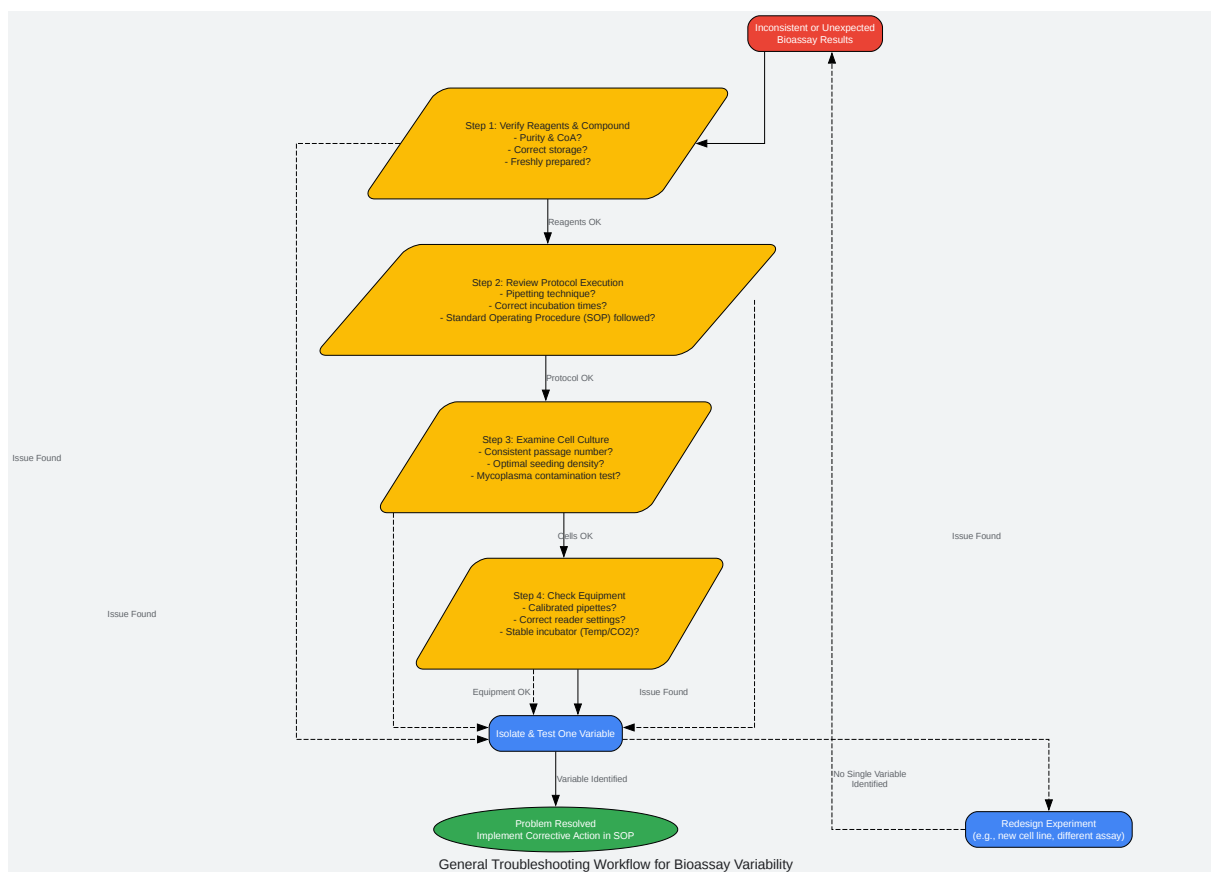 Inconsistent or Unexpected
Bioassay Results
Step 1: Verify Reagents & Compound
- Purity & CoA?
- Correct storage?
- Freshly prepared?
Reagents OK
Step 2: Review Protocol Execution
- Pipetting technique?
- Correct incubation times?
- Standard Operating Procedure (SOP) followed?
Protocol OK
Step 3: Examine Cell Culture
- Consistent passage number?
- Optimal seeding density?
- Mycoplasma contamination test?
Issue Found
Cells OK
Issue Found
Step 4: Check Equipment
- Calibrated pipettes?
- Correct reader settings?
- Stable incubator (Temp/CO2)?
Issue Found
Equipment OK
Issue Found
Isolate & Test One Variable
Variable Identified
No Single Variable
Identified
Problem Resolved
Implement Corrective Action in SOP
Redesign Experiment
(e.g., new cell line, different assay)
General Troubleshooting Workflow for Bioassay Variability